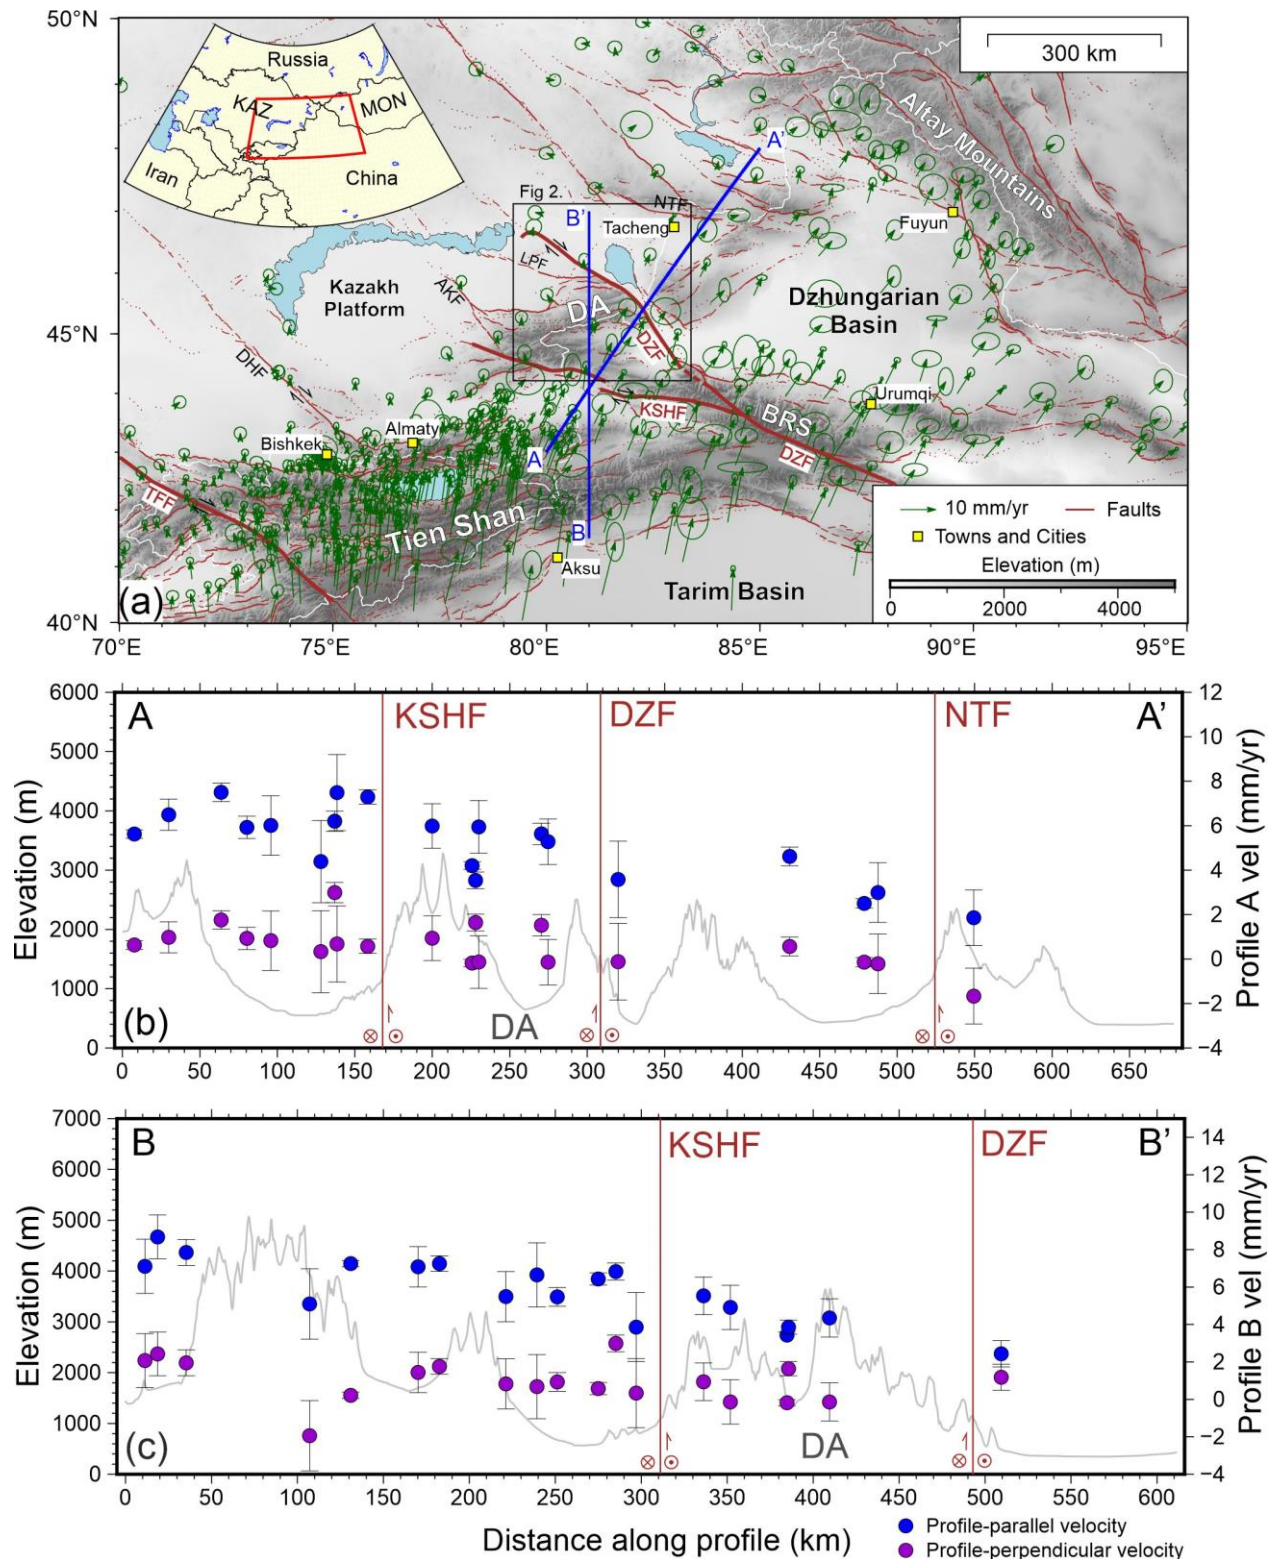 50°N
45°N
40°N
70°E
75°E
80°E
85°E
90°E
95°E
Russia
KAZ
MON
Iran
China
300 km
Altay Mountains
A'
Fig 2.
NTF
B'
Tacheng
Fuyun
LPF
Kazakh
Platform
AKF
DA
Dzhungarian
Basin
DZF
DHF
Urumqi
KSHF
BRS
Almaty
Bishkek
A
DZF
TFF
Tien Shan
B
Aksu
Tarim Basin
10 mm/yr
Faults
Towns and Cities
Elevation (m)
0
2000
4000
(a)
A
KSHF
DZF
NTF
A'
Elevation (m)
6000
5000
4000
3000
2000
1000
0
Profile A vel (mm/yr)
12
10
8
6
4
2
0
−2
−4
(b)
DA
0 50 100 150 200 250 300 350 400 450 500 550 600 650
B
KSHF
DZF
B'
Elevation (m)
7000
6000
5000
4000
3000
2000
1000
0
Profile B vel (mm/yr)
14
12
10
8
6
4
2
0
−2
−4
(c)
DA
0 50 100 150 200 250 300 350 400 450 500 550 600
Distance along profile (km)
Profile-parallel velocity
Profile-perpendicular velocity